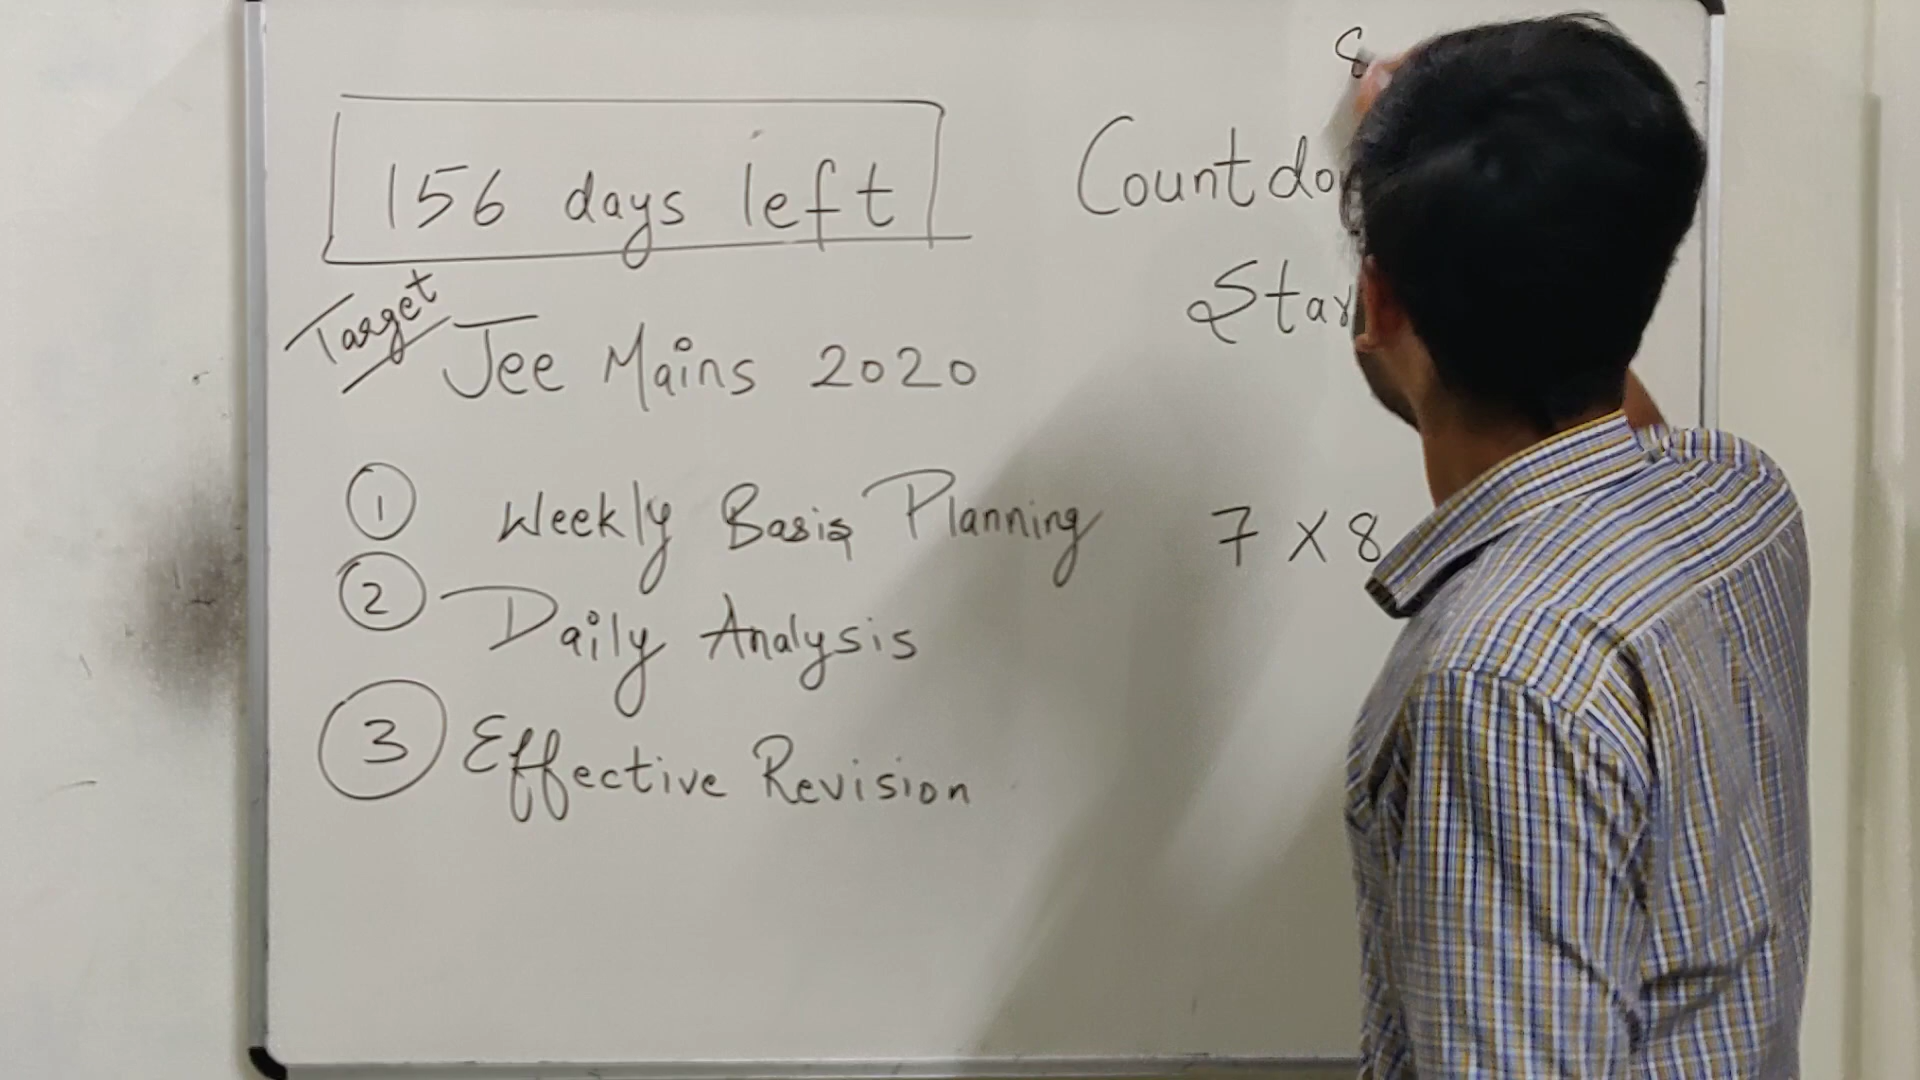 156 days left
Target
Jee Mains 2020
1 Weekly Basis Planning
2 Daily Analysis
3 Effective Revision
8
Countdo
Star
7 X 8